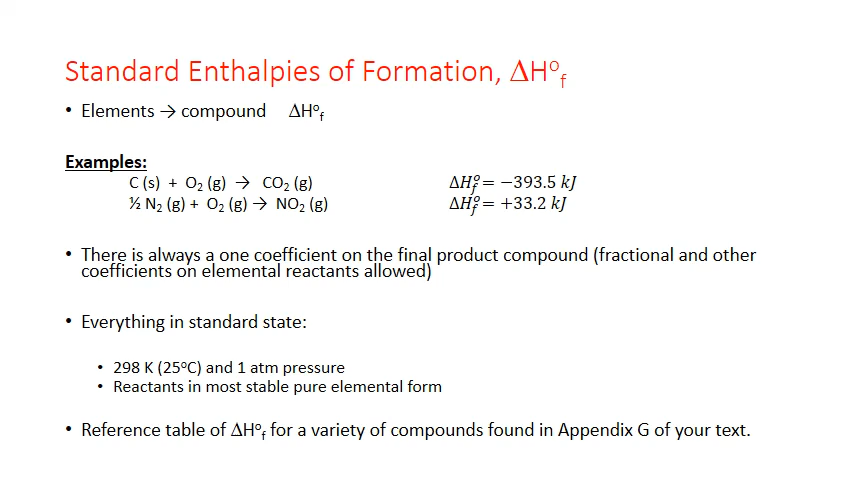 Standard Enthalpies of Formation, ΔH°f
• Elements → compound ΔH°f
Examples:
C (s) + O₂ (g) → CO₂ (g) ΔH°f = −393.5 kJ
½ N₂ (g) + O₂ (g) → NO₂ (g) ΔH°f = +33.2 kJ
• There is always a one coefficient on the final product compound (fractional and other
coefficients on elemental reactants allowed)
• Everything in standard state:
• 298 K (25°C) and 1 atm pressure
• Reactants in most stable pure elemental form
• Reference table of ΔH°f for a variety of compounds found in Appendix G of your text.